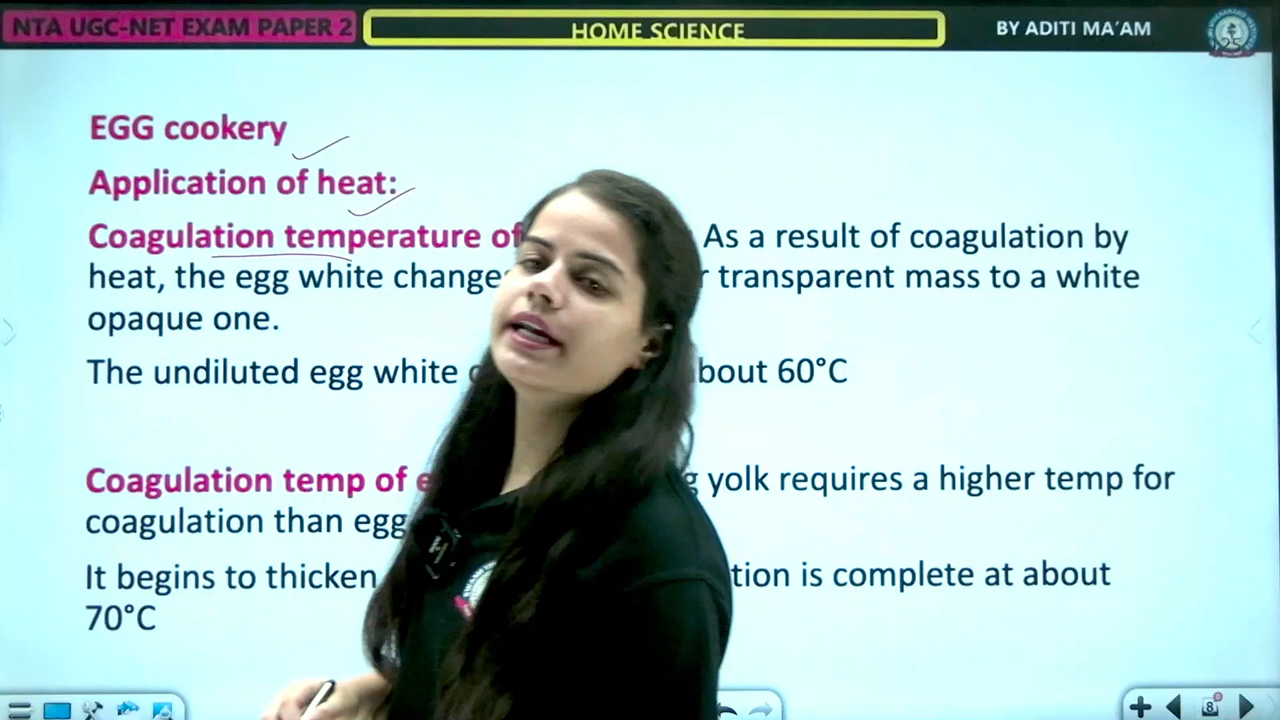 NTA UGC-NET EXAM PAPER 2
HOME SCIENCE
BY ADITI MA'AM
EGG cookery
Application of heat:
Coagulation temperature of As a result of coagulation by
heat, the egg white change transparent mass to a white
opaque one.
The undiluted egg white bout 60°C
Coagulation temp of e yolk requires a higher temp for
coagulation than egg
It begins to thicken tion is complete at about
70°C
8